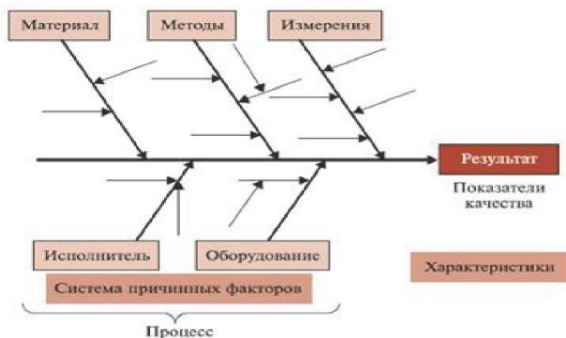 Материал
Методы
Измерения
Результат
Показатели
качества
Исполнитель
Оборудование
Характеристики
Система причинных факторов
Процесс